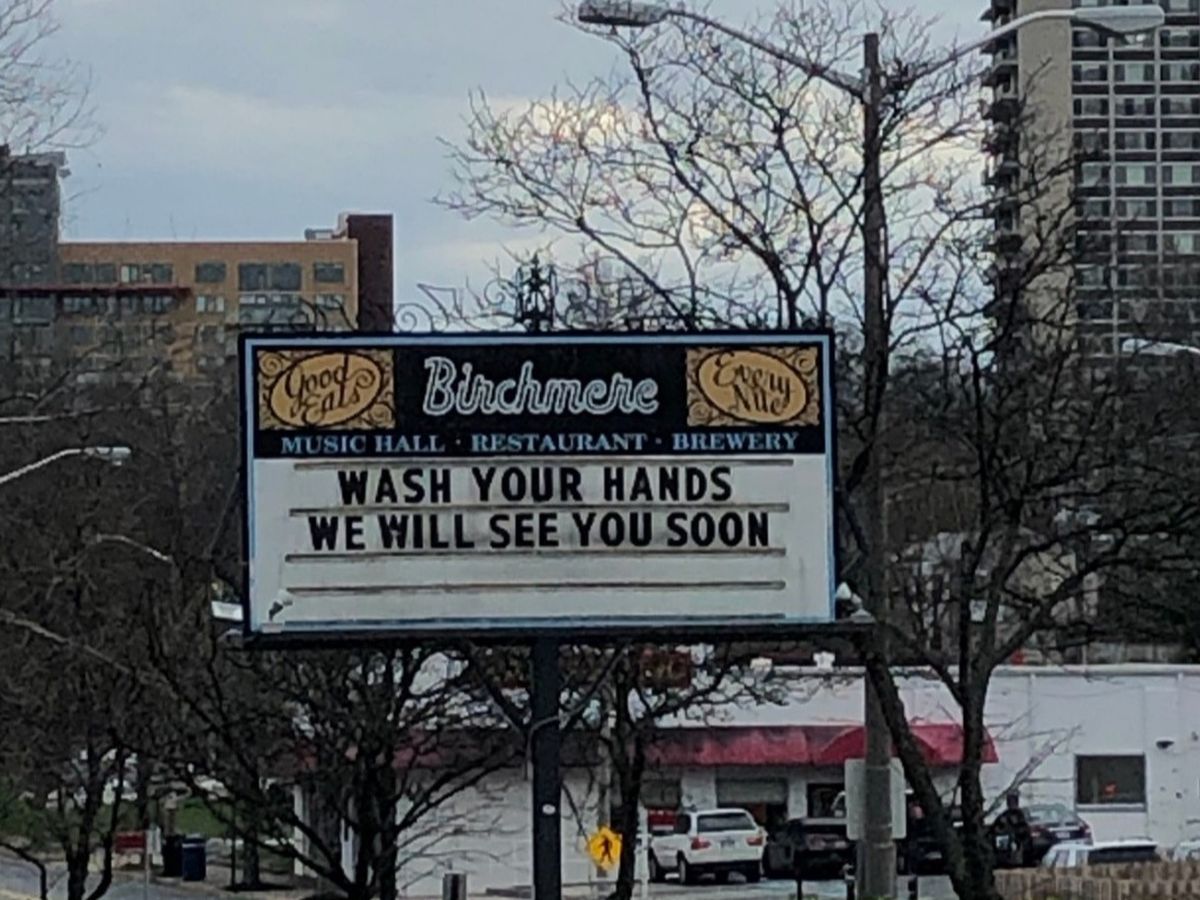 Good Eats
Birchmere
Every Nite
MUSIC HALL · RESTAURANT · BREWERY
WASH YOUR HANDS
WE WILL SEE YOU SOON